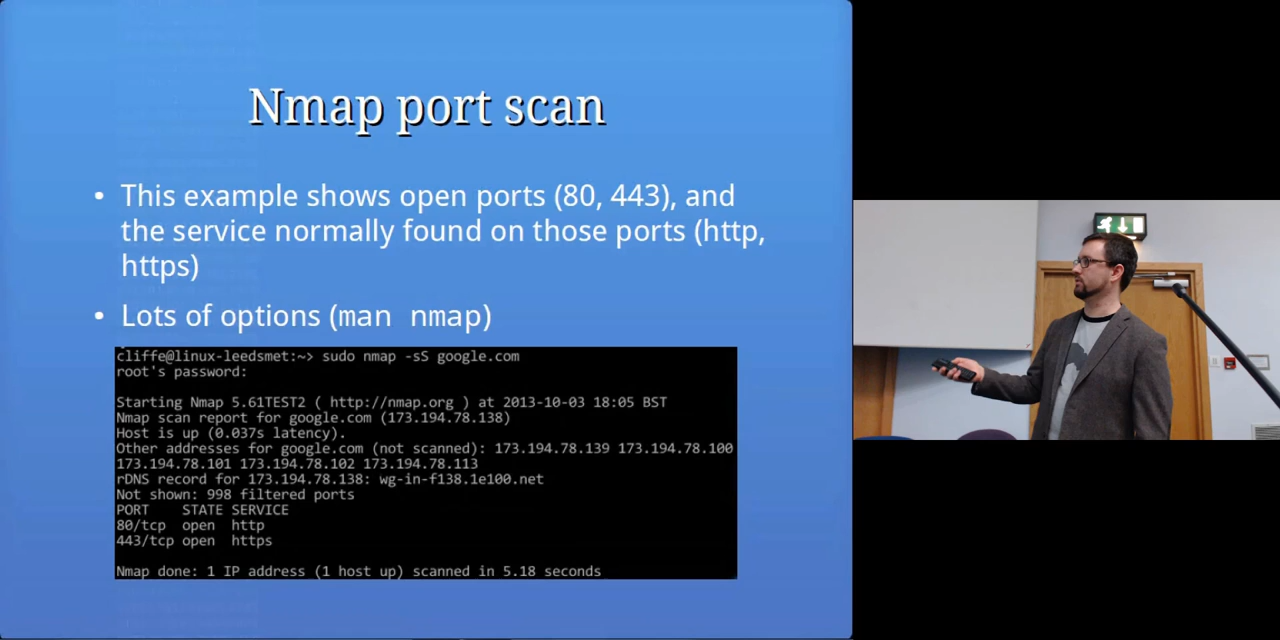 Nmap port scan
• This example shows open ports (80, 443), and
the service normally found on those ports (http,
https)
• Lots of options (man nmap)
cliffe@linux-leedsmet:~> sudo nmap -sS google.com
root's password:
Starting Nmap 5.61TEST2 ( http://nmap.org ) at 2013-10-03 18:05 BST
Nmap scan report for google.com (173.194.78.138)
Host is up (0.037s latency).
Other addresses for google.com (not scanned): 173.194.78.139 173.194.78.100
173.194.78.101 173.194.78.102 173.194.78.113
rDNS record for 173.194.78.138: wg-in-f138.1e100.net
Not shown: 998 filtered ports
PORT STATE SERVICE
80/tcp open http
443/tcp open https
Nmap done: 1 IP address (1 host up) scanned in 5.18 seconds